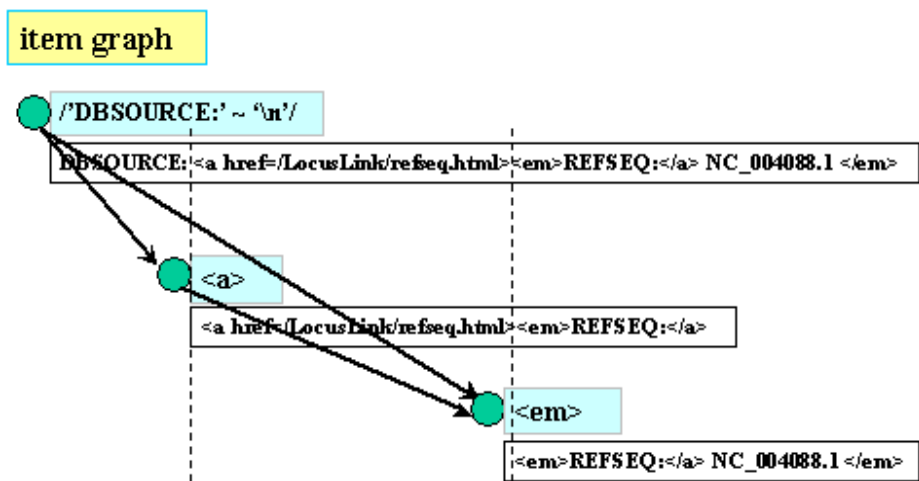 item graph
/’DBSOURCE:’ ~ ‘\n’/
DBSOURCE: <a href=/LocusLink/refseq.html><em>REFSEQ:</a> NC_004088.1 </em>
<a>
<a href=/LocusLink/refseq.html><em>REFSEQ:</a>
<em>
<em>REFSEQ:</a> NC_004088.1 </em>